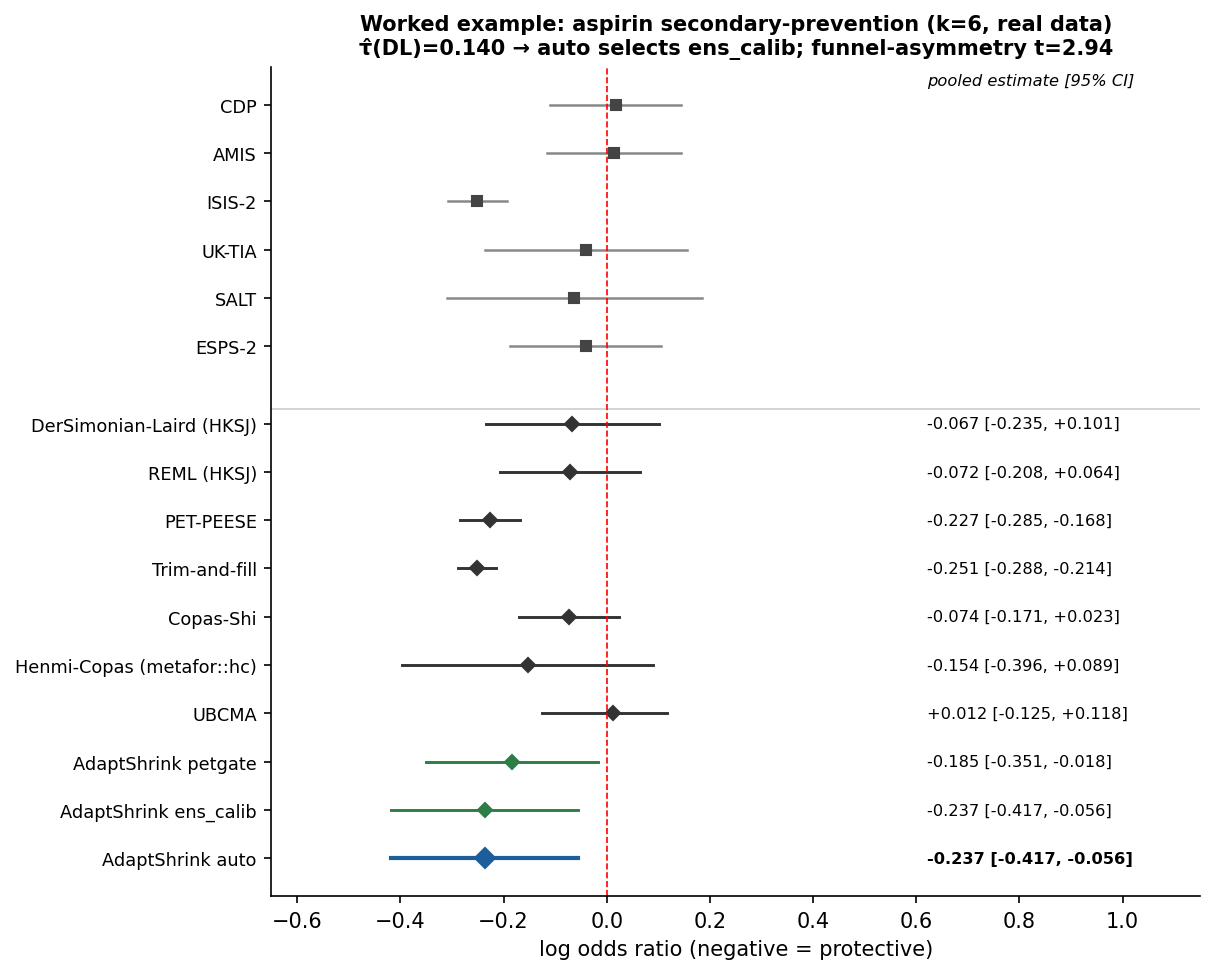 Worked example: aspirin secondary-prevention (k=6, real data)
τ̂(DL)=0.140 → auto selects ens_calib; funnel-asymmetry t=2.94
pooled estimate [95% CI]
CDP
AMIS
ISIS-2
UK-TIA
SALT
ESPS-2
DerSimonian-Laird (HKSJ) -0.067 [-0.235, +0.101]
REML (HKSJ) -0.072 [-0.208, +0.064]
PET-PEESE -0.227 [-0.285, -0.168]
Trim-and-fill -0.251 [-0.288, -0.214]
Copas-Shi -0.074 [-0.171, +0.023]
Henmi-Copas (metafor::hc) -0.154 [-0.396, +0.089]
UBCMA +0.012 [-0.125, +0.118]
AdaptShrink petgate -0.185 [-0.351, -0.018]
AdaptShrink ens_calib -0.237 [-0.417, -0.056]
AdaptShrink auto -0.237 [-0.417, -0.056]
−0.6 −0.4 −0.2 0.0 0.2 0.4 0.6 0.8 1.0
log odds ratio (negative = protective)